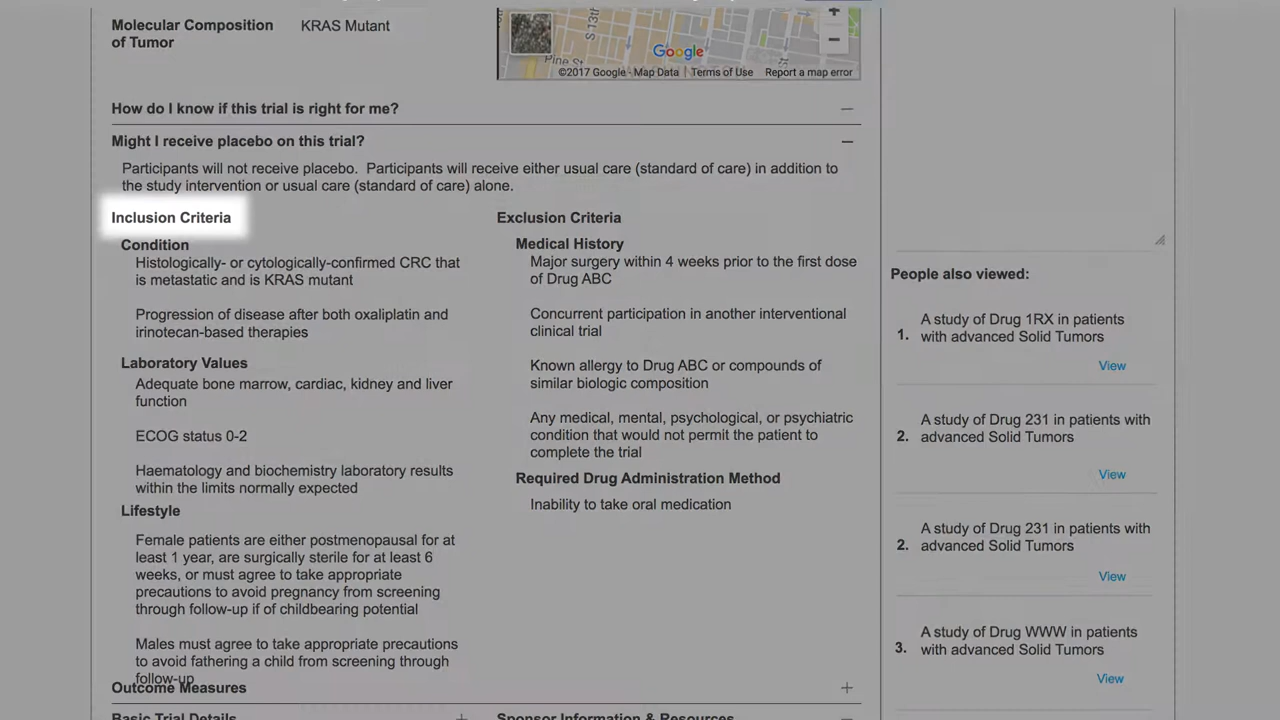 Molecular Composition
of Tumor
KRAS Mutant
S 13th
Pine St
Google
©2017 Google - Map Data
Terms of Use
Report a map error
How do I know if this trial is right for me?
Might I receive placebo on this trial?
Participants will not receive placebo. Participants will receive either usual care (standard of care) in addition to
the study intervention or usual care (standard of care) alone.
Inclusion Criteria
Condition
Histologically- or cytologically-confirmed CRC that
is metastatic and is KRAS mutant
Progression of disease after both oxaliplatin and
irinotecan-based therapies
Laboratory Values
Adequate bone marrow, cardiac, kidney and liver
function
ECOG status 0-2
Haematology and biochemistry laboratory results
within the limits normally expected
Lifestyle
Female patients are either postmenopausal for at
least 1 year, are surgically sterile for at least 6
weeks, or must agree to take appropriate
precautions to avoid pregnancy from screening
through follow-up if of childbearing potential
Males must agree to take appropriate precautions
to avoid fathering a child from screening through
follow-up
Exclusion Criteria
Medical History
Major surgery within 4 weeks prior to the first dose
of Drug ABC
Concurrent participation in another interventional
clinical trial
Known allergy to Drug ABC or compounds of
similar biologic composition
Any medical, mental, psychological, or psychiatric
condition that would not permit the patient to
complete the trial
Required Drug Administration Method
Inability to take oral medication
Outcome Measures
Basic Trial Details
Sponsor Information & Resources
People also viewed:
1. A study of Drug 1RX in patients
with advanced Solid Tumors
View
2. A study of Drug 231 in patients with
advanced Solid Tumors
View
2. A study of Drug 231 in patients with
advanced Solid Tumors
View
3. A study of Drug WWW in patients
with advanced Solid Tumors
View